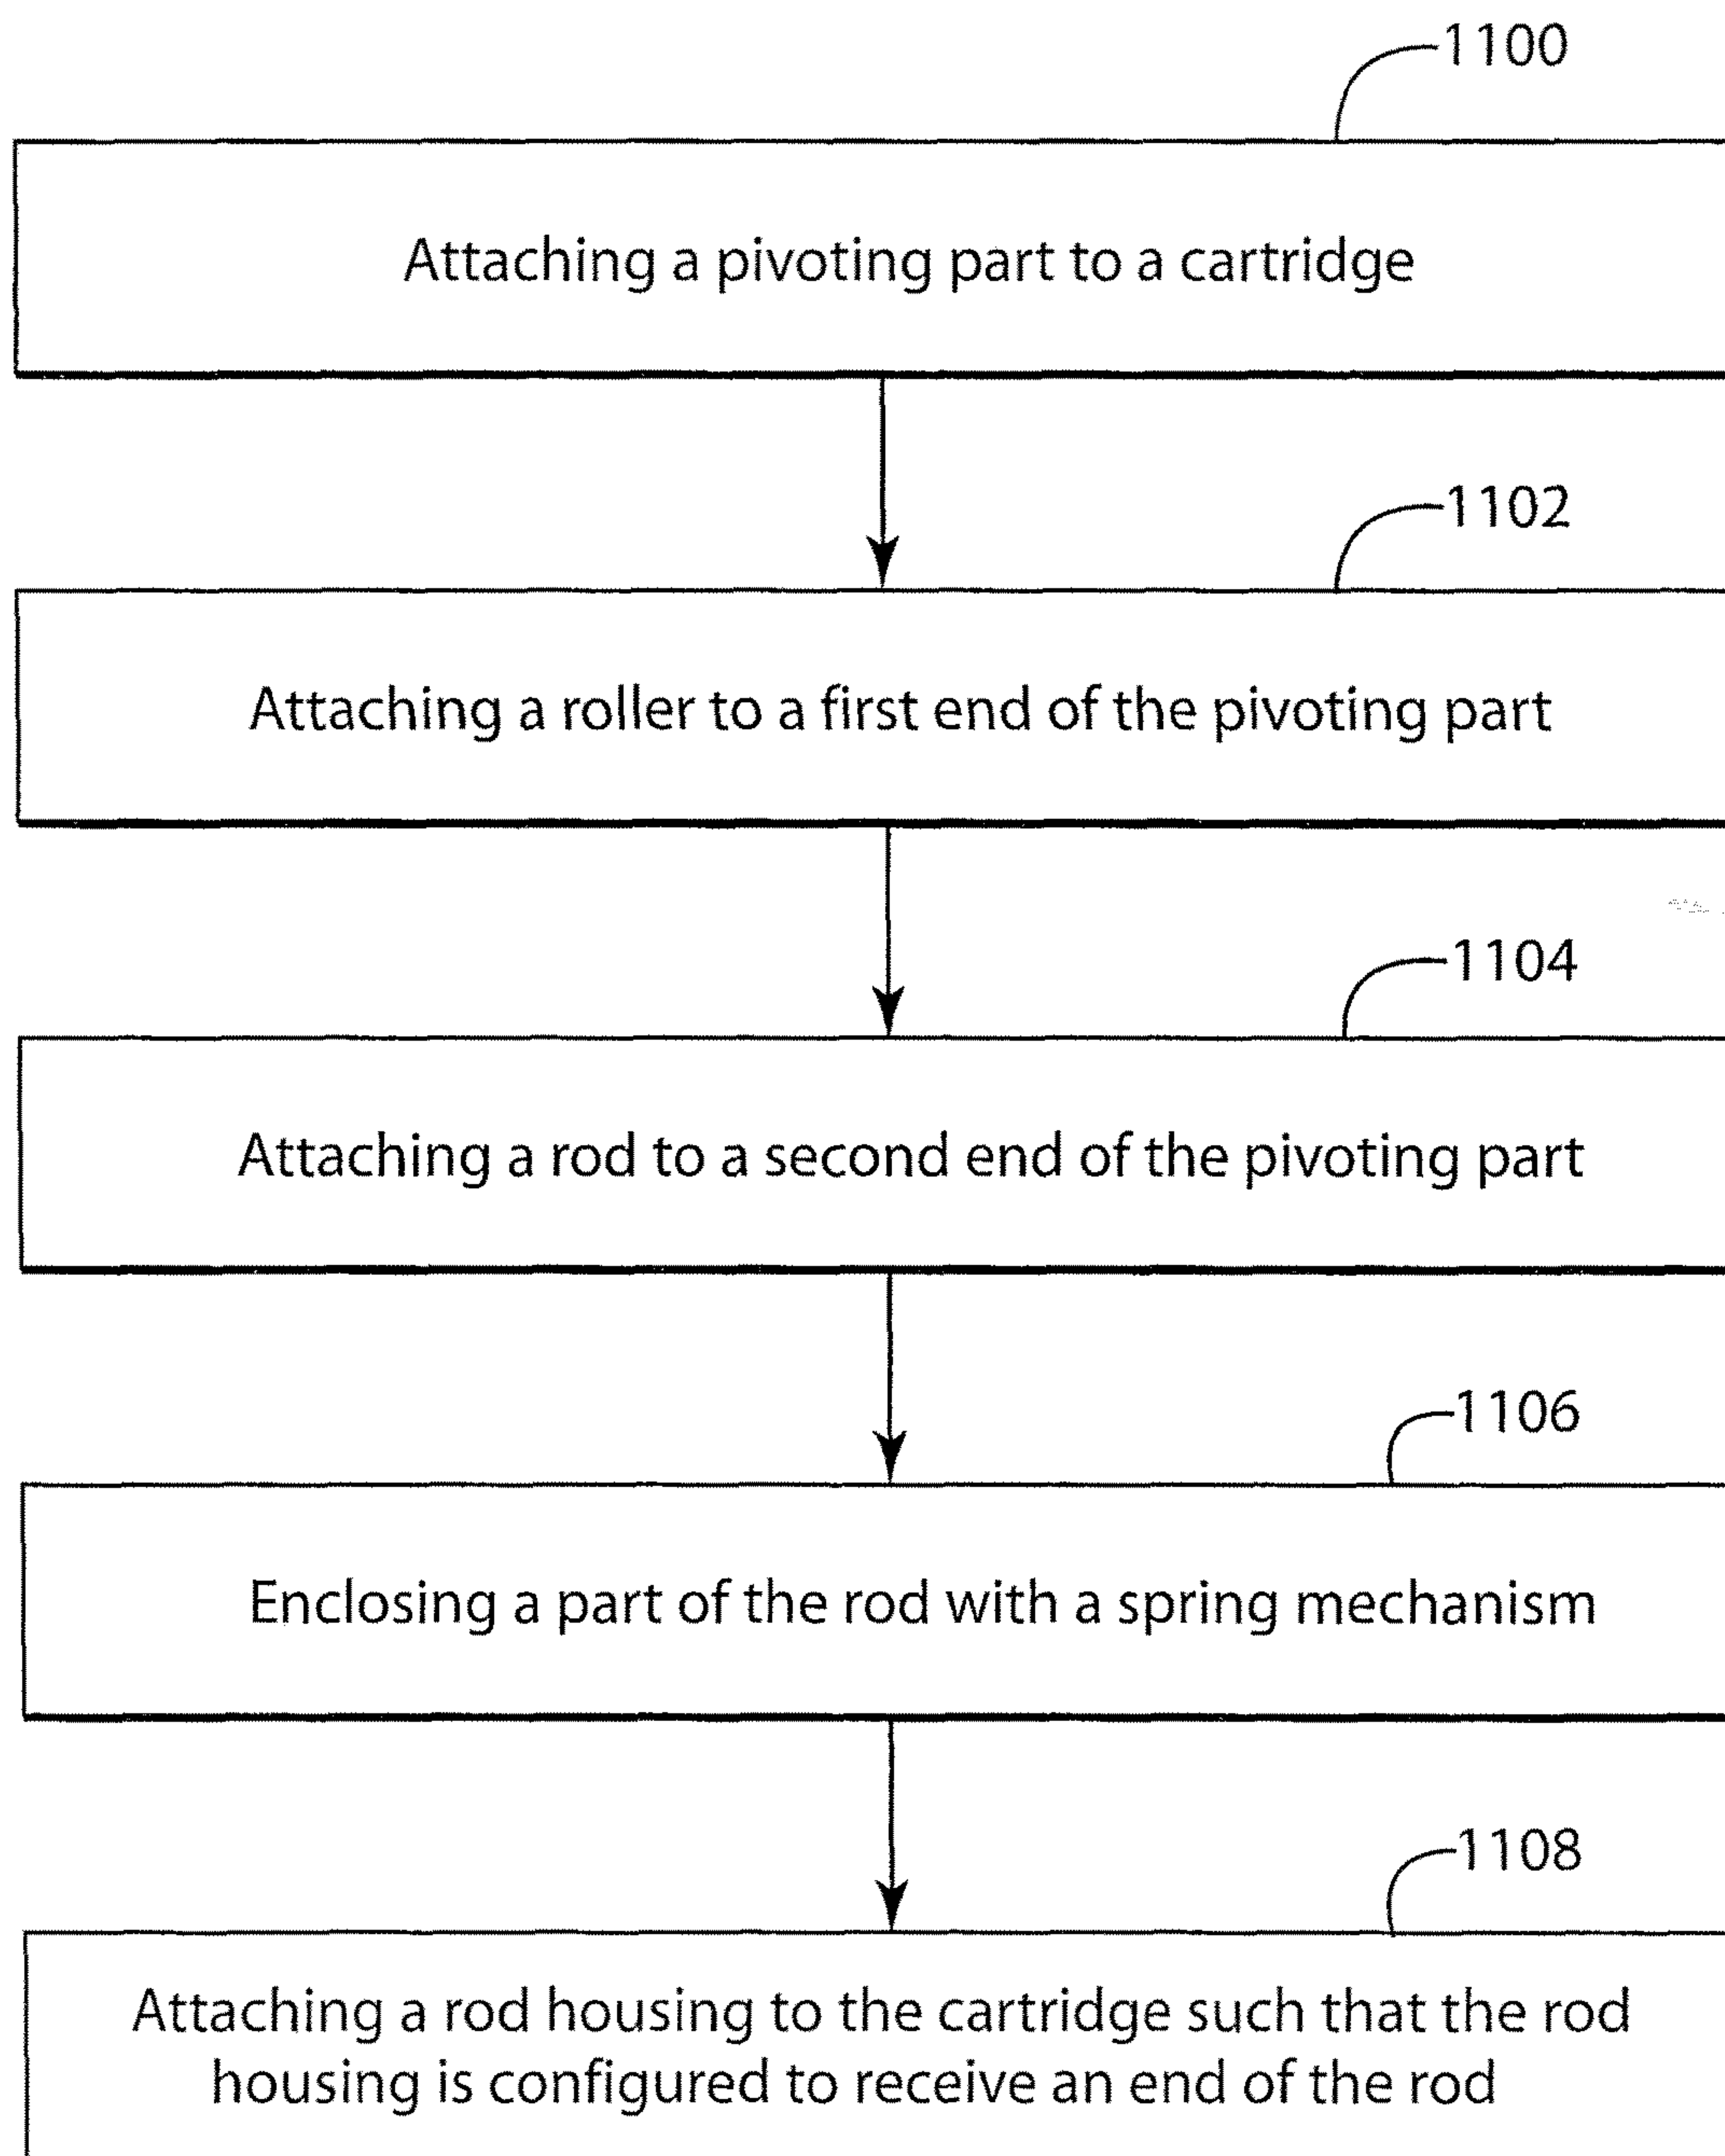 1100
Attaching a pivoting part to a cartridge
1102
Attaching a roller to a first end of the pivoting part
1104
Attaching a rod to a second end of the pivoting part
1106
Enclosing a part of the rod with a spring mechanism
1108
Attaching a rod housing to the cartridge such that the rod
housing is configured to receive an end of the rod